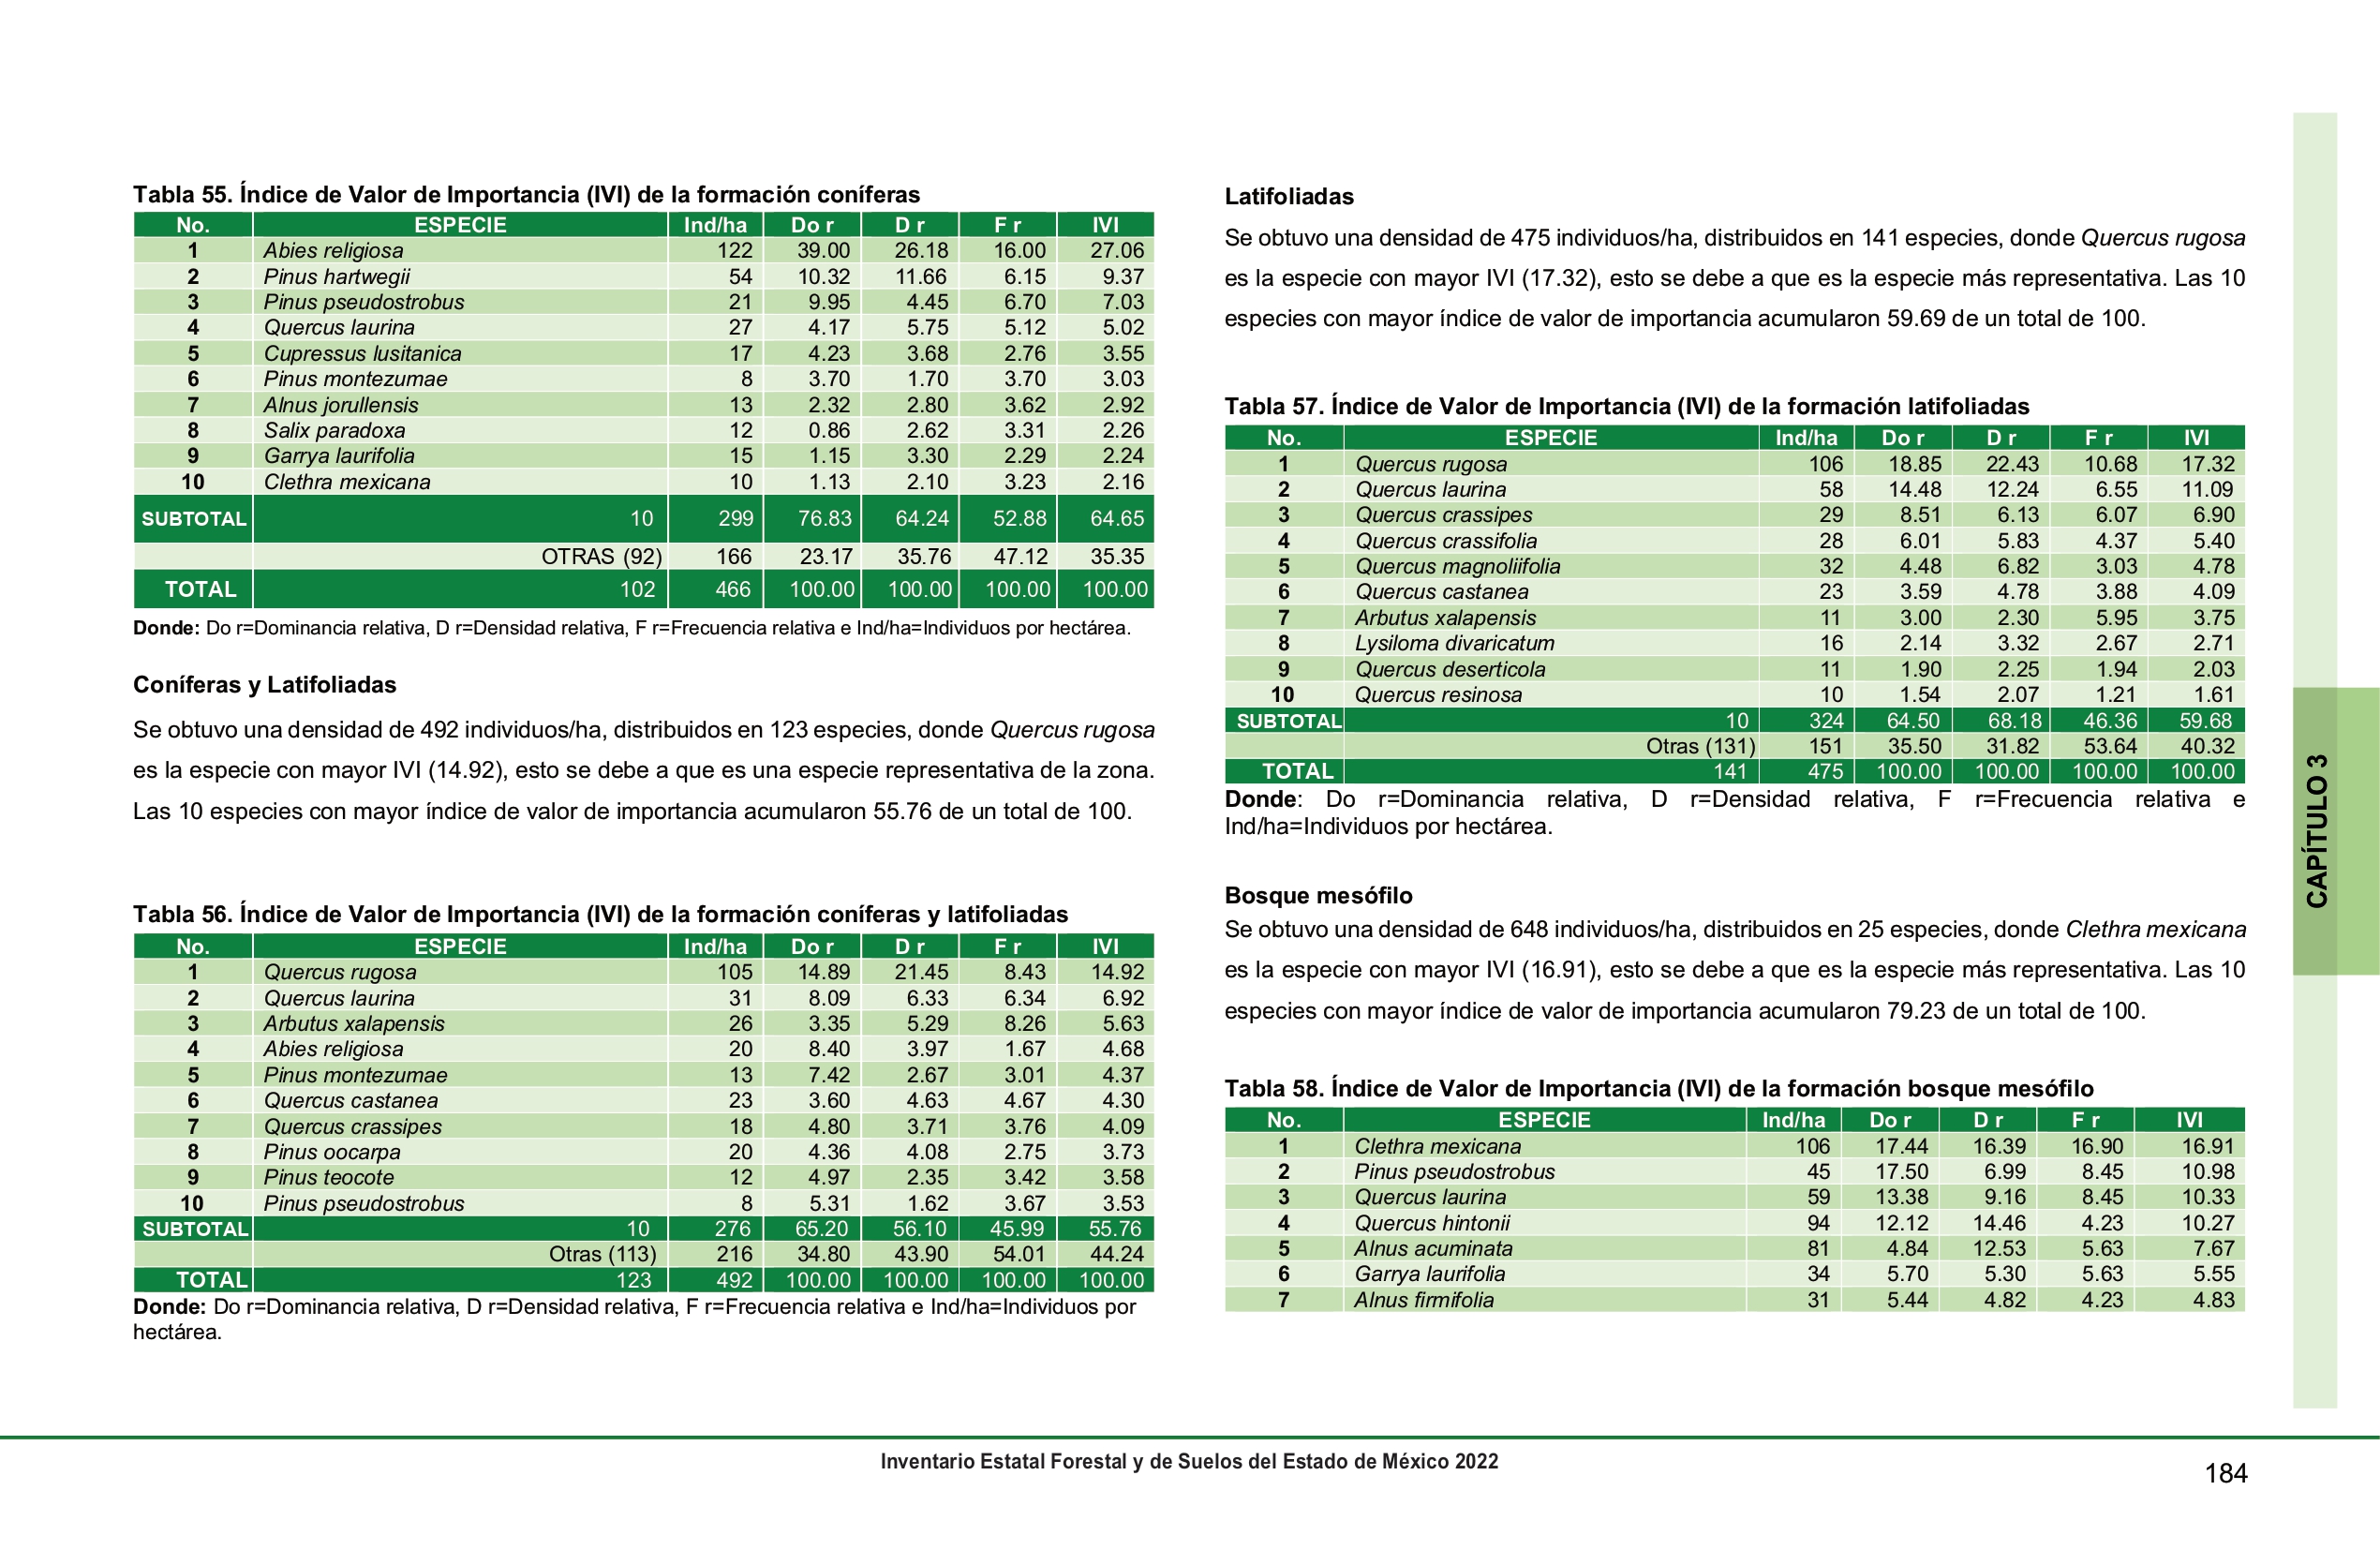 Tabla 55. Índice de Valor de Importancia (IVI) de la formación coníferas
No. ESPECIE Ind/ha Do r D r F r IVI
1 Abies religiosa 122 39.00 26.18 16.00 27.06
2 Pinus hartwegii 54 10.32 11.66 6.15 9.37
3 Pinus pseudostrobus 21 9.95 4.45 6.70 7.03
4 Quercus laurina 27 4.17 5.75 5.12 5.02
5 Cupressus lusitanica 17 4.23 3.68 2.76 3.55
6 Pinus montezumae 8 3.70 1.70 3.70 3.03
7 Alnus jorullensis 13 2.32 2.80 3.62 2.92
8 Salix paradoxa 12 0.86 2.62 3.31 2.26
9 Garrya laurifolia 15 1.15 3.30 2.29 2.24
10 Clethra mexicana 10 1.13 2.10 3.23 2.16
SUBTOTAL 10 299 76.83 64.24 52.88 64.65
OTRAS (92) 166 23.17 35.76 47.12 35.35
TOTAL 102 466 100.00 100.00 100.00 100.00
Donde: Do r=Dominancia relativa, D r=Densidad relativa, F r=Frecuencia relativa e Ind/ha=Individuos por hectárea.
Coníferas y Latifoliadas
Se obtuvo una densidad de 492 individuos/ha, distribuidos en 123 especies, donde Quercus rugosa
es la especie con mayor IVI (14.92), esto se debe a que es una especie representativa de la zona.
Las 10 especies con mayor índice de valor de importancia acumularon 55.76 de un total de 100.
Tabla 56. Índice de Valor de Importancia (IVI) de la formación coníferas y latifoliadas
No. ESPECIE Ind/ha Do r D r F r IVI
1 Quercus rugosa 105 14.89 21.45 8.43 14.92
2 Quercus laurina 31 8.09 6.33 6.34 6.92
3 Arbutus xalapensis 26 3.35 5.29 8.26 5.63
4 Abies religiosa 20 8.40 3.97 1.67 4.68
5 Pinus montezumae 13 7.42 2.67 3.01 4.37
6 Quercus castanea 23 3.60 4.63 4.67 4.30
7 Quercus crassipes 18 4.80 3.71 3.76 4.09
8 Pinus oocarpa 20 4.36 4.08 2.75 3.73
9 Pinus teocote 12 4.97 2.35 3.42 3.58
10 Pinus pseudostrobus 8 5.31 1.62 3.67 3.53
SUBTOTAL 10 276 65.20 56.10 45.99 55.76
Otras (113) 216 34.80 43.90 54.01 44.24
TOTAL 123 492 100.00 100.00 100.00 100.00
Donde: Do r=Dominancia relativa, D r=Densidad relativa, F r=Frecuencia relativa e Ind/ha=Individuos por
hectárea.
Latifoliadas
Se obtuvo una densidad de 475 individuos/ha, distribuidos en 141 especies, donde Quercus rugosa
es la especie con mayor IVI (17.32), esto se debe a que es la especie más representativa. Las 10
especies con mayor índice de valor de importancia acumularon 59.69 de un total de 100.
Tabla 57. Índice de Valor de Importancia (IVI) de la formación latifoliadas
No. ESPECIE Ind/ha Do r D r F r IVI
1 Quercus rugosa 106 18.85 22.43 10.68 17.32
2 Quercus laurina 58 14.48 12.24 6.55 11.09
3 Quercus crassipes 29 8.51 6.13 6.07 6.90
4 Quercus crassifolia 28 6.01 5.83 4.37 5.40
5 Quercus magnoliifolia 32 4.48 6.82 3.03 4.78
6 Quercus castanea 23 3.59 4.78 3.88 4.09
7 Arbutus xalapensis 11 3.00 2.30 5.95 3.75
8 Lysiloma divaricatum 16 2.14 3.32 2.67 2.71
9 Quercus deserticola 11 1.90 2.25 1.94 2.03
10 Quercus resinosa 10 1.54 2.07 1.21 1.61
SUBTOTAL 10 324 64.50 68.18 46.36 59.68
Otras (131) 151 35.50 31.82 53.64 40.32
TOTAL 141 475 100.00 100.00 100.00 100.00
Donde: Do r=Dominancia relativa, D r=Densidad relativa, F r=Frecuencia relativa e
Ind/ha=Individuos por hectárea.
Bosque mesófilo
Se obtuvo una densidad de 648 individuos/ha, distribuidos en 25 especies, donde Clethra mexicana
es la especie con mayor IVI (16.91), esto se debe a que es la especie más representativa. Las 10
especies con mayor índice de valor de importancia acumularon 79.23 de un total de 100.
Tabla 58. Índice de Valor de Importancia (IVI) de la formación bosque mesófilo
No. ESPECIE Ind/ha Do r D r F r IVI
1 Clethra mexicana 106 17.44 16.39 16.90 16.91
2 Pinus pseudostrobus 45 17.50 6.99 8.45 10.98
3 Quercus laurina 59 13.38 9.16 8.45 10.33
4 Quercus hintonii 94 12.12 14.46 4.23 10.27
5 Alnus acuminata 81 4.84 12.53 5.63 7.67
6 Garrya laurifolia 34 5.70 5.30 5.63 5.55
7 Alnus firmifolia 31 5.44 4.82 4.23 4.83
CAPÍTULO 3
Inventario Estatal Forestal y de Suelos del Estado de México 2022
184